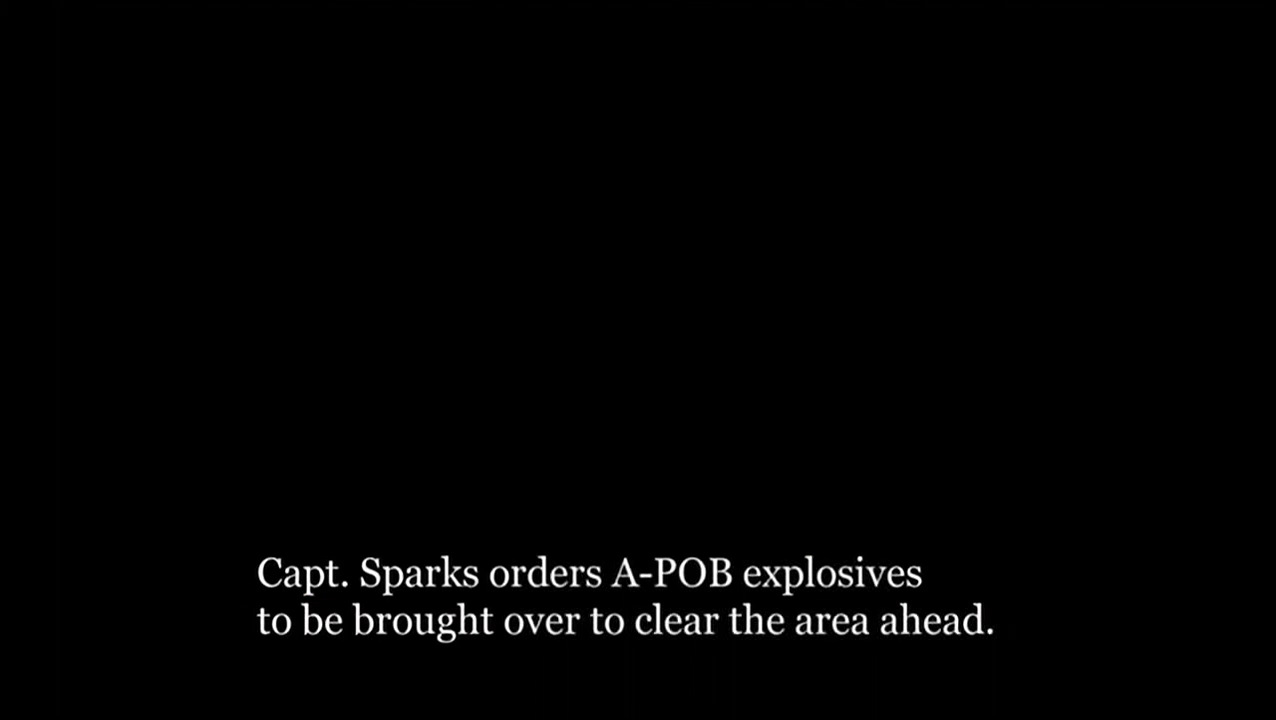 Capt. Sparks orders A-POB explosives
to be brought over to clear the area ahead.